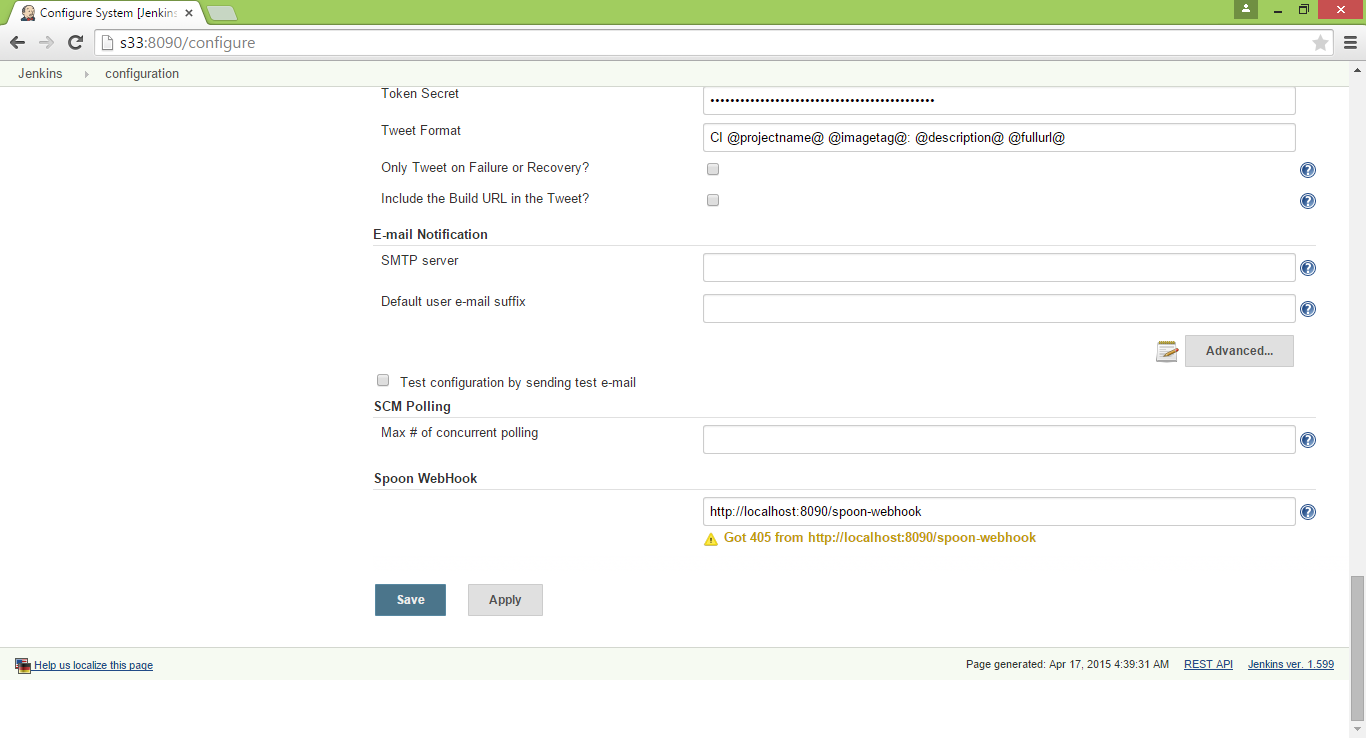 Configure System [Jenkins
s33:8090/configure
Jenkins configuration
Token Secret ••••••••••••••••••••••••••••••••••••••••••••••
Tweet Format CI @projectname@ @imagetag@: @description@ @fullurl@
Only Tweet on Failure or Recovery?
Include the Build URL in the Tweet?
E-mail Notification
SMTP server
Default user e-mail suffix
Advanced...
Test configuration by sending test e-mail
SCM Polling
Max # of concurrent polling
Spoon WebHook
http://localhost:8090/spoon-webhook
Got 405 from http://localhost:8090/spoon-webhook
Save Apply
Help us localize this page Page generated: Apr 17, 2015 4:39:31 AM REST API Jenkins ver. 1.599